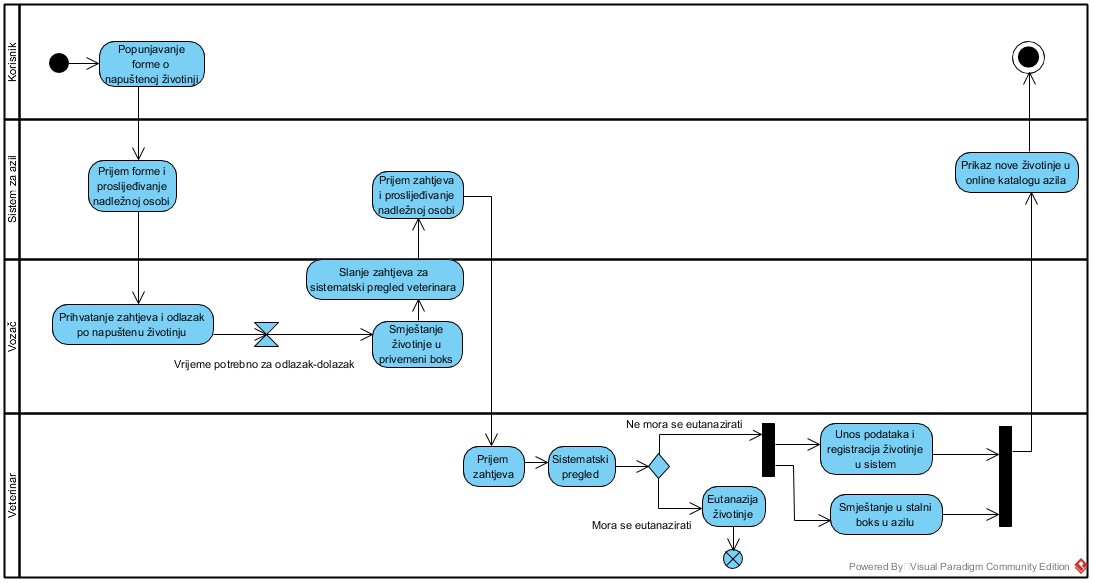 Korisnik
Popunjavanje
forme o
napuštenoj životinji
Sistem za azil
Prijem forme i
proslijeđivanje
nadležnoj osobi
Prijem zahtjeva
i proslijeđivanje
nadležnoj osobi
Prikaz nove životinje u
online katalogu azila
Vozač
Slanje zahtjeva za
sistematski pregled veterinara
Prihvatanje zahtjeva i odlazak
po napuštenu životinju
Smještanje
životinje u
privemeni boks
Vrijeme potrebno za odlazak-dolazak
Veterinar
Prijem
zahtjeva
Sistematski
pregled
Ne mora se eutanazirati
Mora se eutanazirati
Eutanazija
životinje
Unos podataka i
registracija životinje
u sistem
Smještanje u stalni
boks u azilu
Powered By Visual Paradigm Community Edition